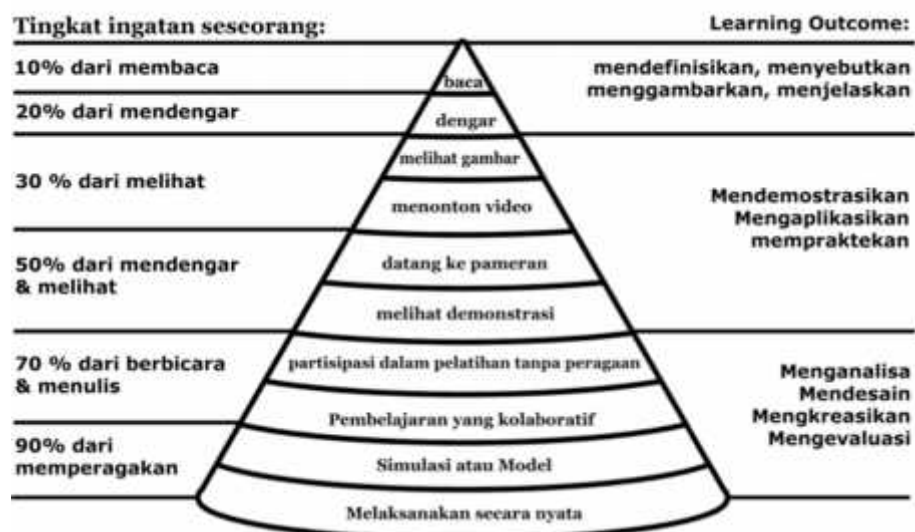 Tingkat ingatan seseorang:
Learning Outcome:
10% dari membaca
20% dari mendengar
30 % dari melihat
50% dari mendengar
& melihat
70 % dari berbicara
& menulis
90% dari
memperagakan
baca
dengar
melihat gambar
menonton video
datang ke pameran
melihat demonstrasi
partisipasi dalam pelatihan tanpa peragaan
Pembelajaran yang kolaboratif
Simulasi atau Model
Melaksanakan secara nyata
mendefinisikan, menyebutkan
menggambarkan, menjelaskan
Mendemostrasikan
Mengaplikasikan
mempraktekan
Menganalisa
Mendesain
Mengkreasikan
Mengevaluasi